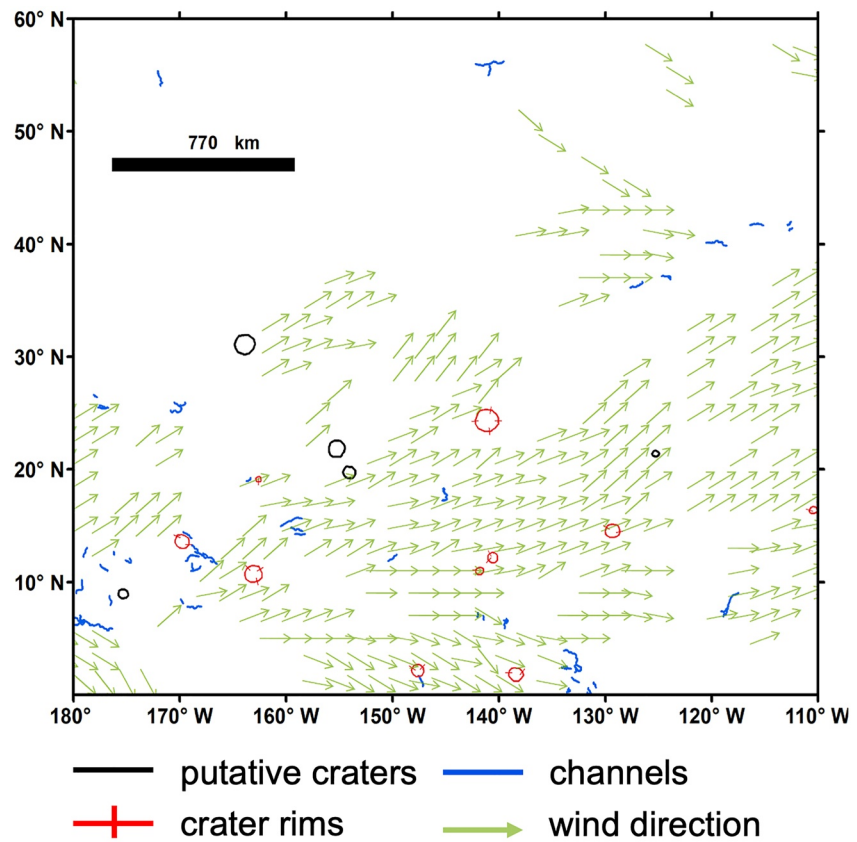 60° N
770 km
50° N
40° N
30° N
20° N
10° N
180° 170° W 160° W 150° W 140° W 130° W 120° W 110° W
putative craters channels
crater rims wind direction